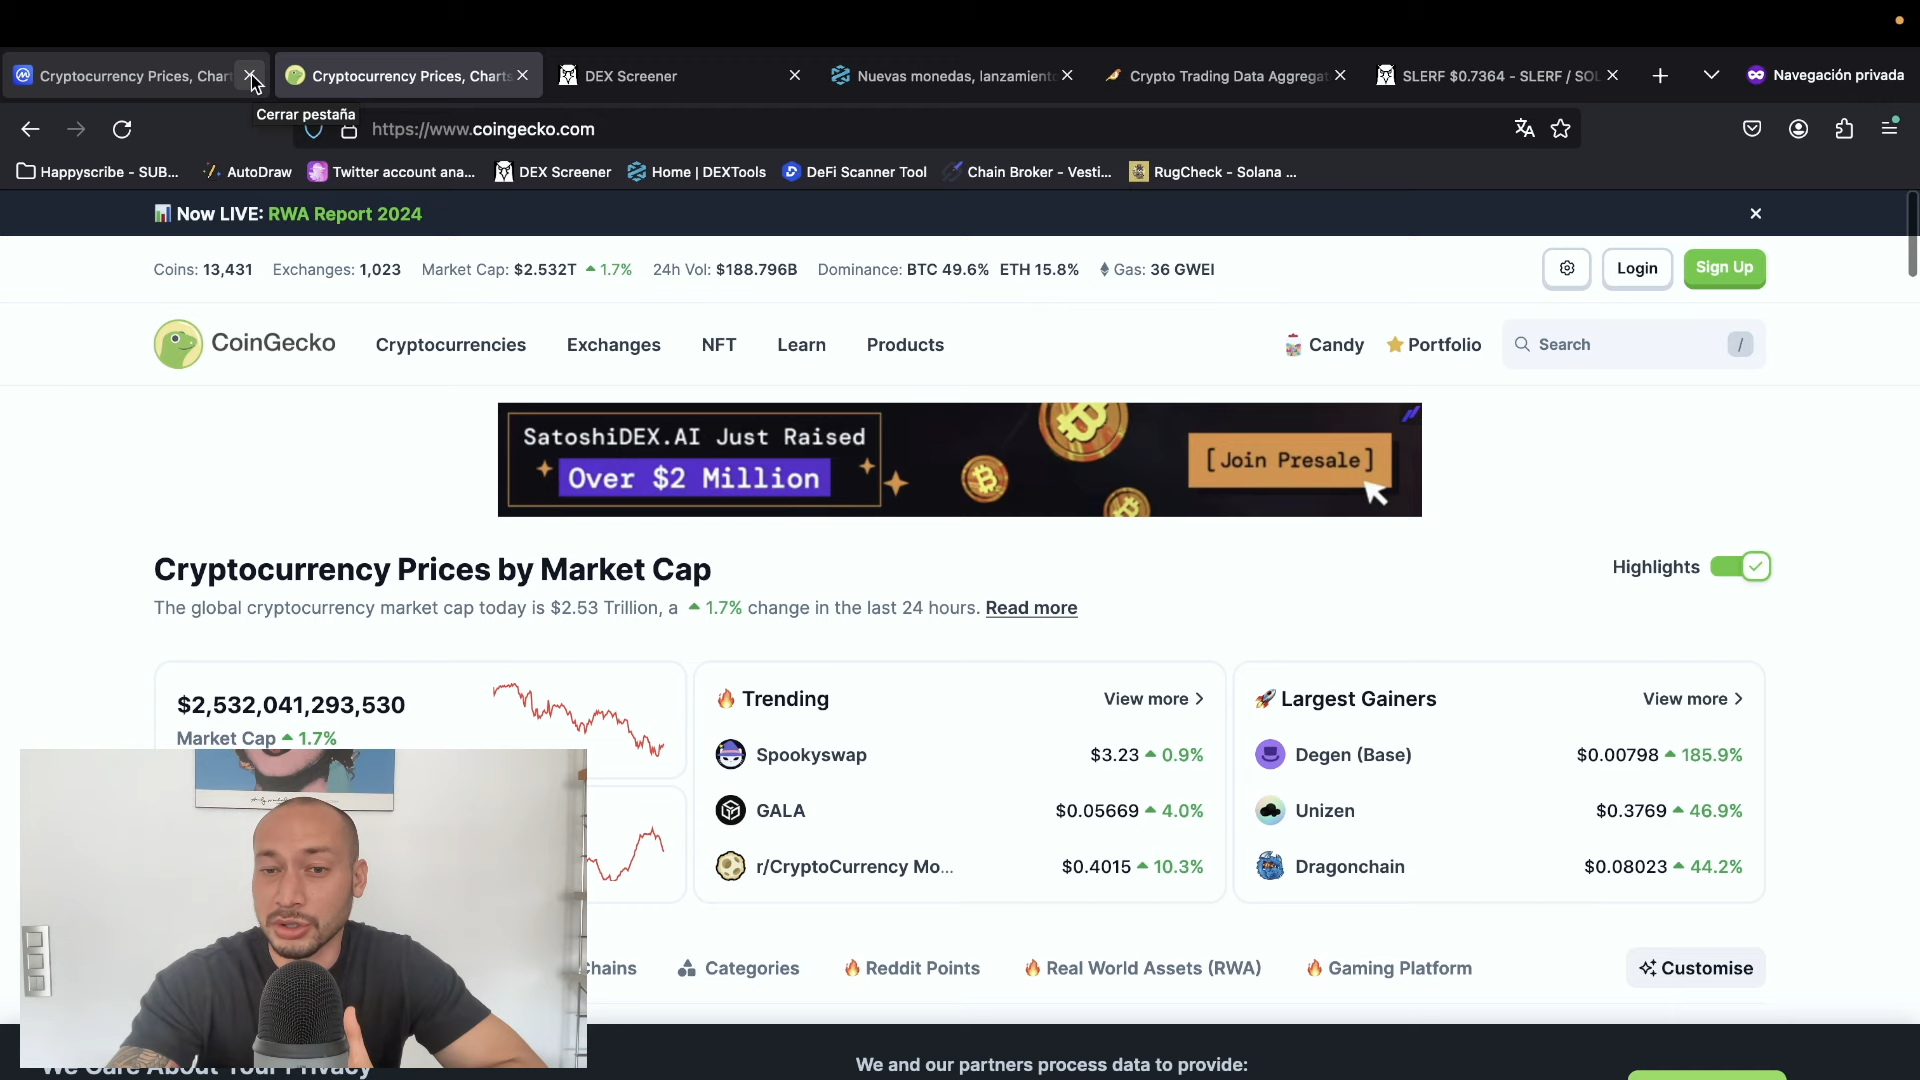 Cryptocurrency Prices, Chart
Cryptocurrency Prices, Charts
DEX Screener
Nuevas monedas, lanzamient
Crypto Trading Data Aggregat
SLERF $0.7364 - SLERF / SOL
Navegación privada
Cerrar pestaña
https://www.coingecko.com
Happyscribe - SUB...
AutoDraw
Twitter account ana...
DEX Screener
Home | DEXTools
DeFi Scanner Tool
Chain Broker - Vesti...
RugCheck - Solana ...
Now LIVE: RWA Report 2024
Coins: 13,431
Exchanges: 1,023
Market Cap: $2.532T 1.7%
24h Vol: $188.796B
Dominance: BTC 49.6% ETH 15.8%
Gas: 36 GWEI
Login
Sign Up
CoinGecko
Cryptocurrencies
Exchanges
NFT
Learn
Products
Candy
Portfolio
Search
/
SatoshiDEX.AI Just Raised
Over $2 Million
[Join Presale]
Cryptocurrency Prices by Market Cap
Highlights
The global cryptocurrency market cap today is $2.53 Trillion, a 1.7% change in the last 24 hours. Read more
$2,532,041,293,530
Market Cap 1.7%
Trending
View more
Spookyswap
$3.23 0.9%
GALA
$0.05669 4.0%
r/CryptoCurrency Mo...
$0.4015 10.3%
Largest Gainers
View more
Degen (Base)
$0.00798 185.9%
Unizen
$0.3769 46.9%
Dragonchain
$0.08023 44.2%
Chains
Categories
Reddit Points
Real World Assets (RWA)
Gaming Platform
Customise
We Care About Your Privacy
We and our partners process data to provide: